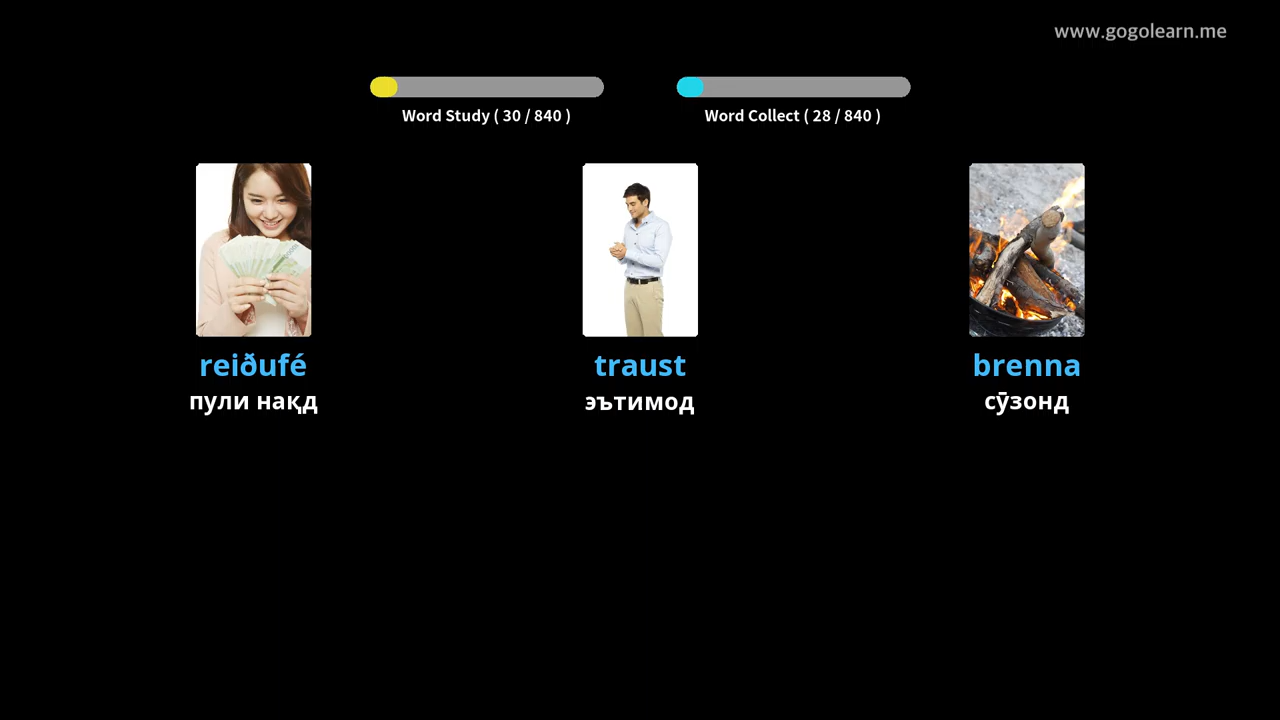 www.gogolearn.me
Word Study ( 30 / 840 )
Word Collect ( 28 / 840 )
reiðufé
traust
brenna
пули нақд
эътимод
сӯзонд